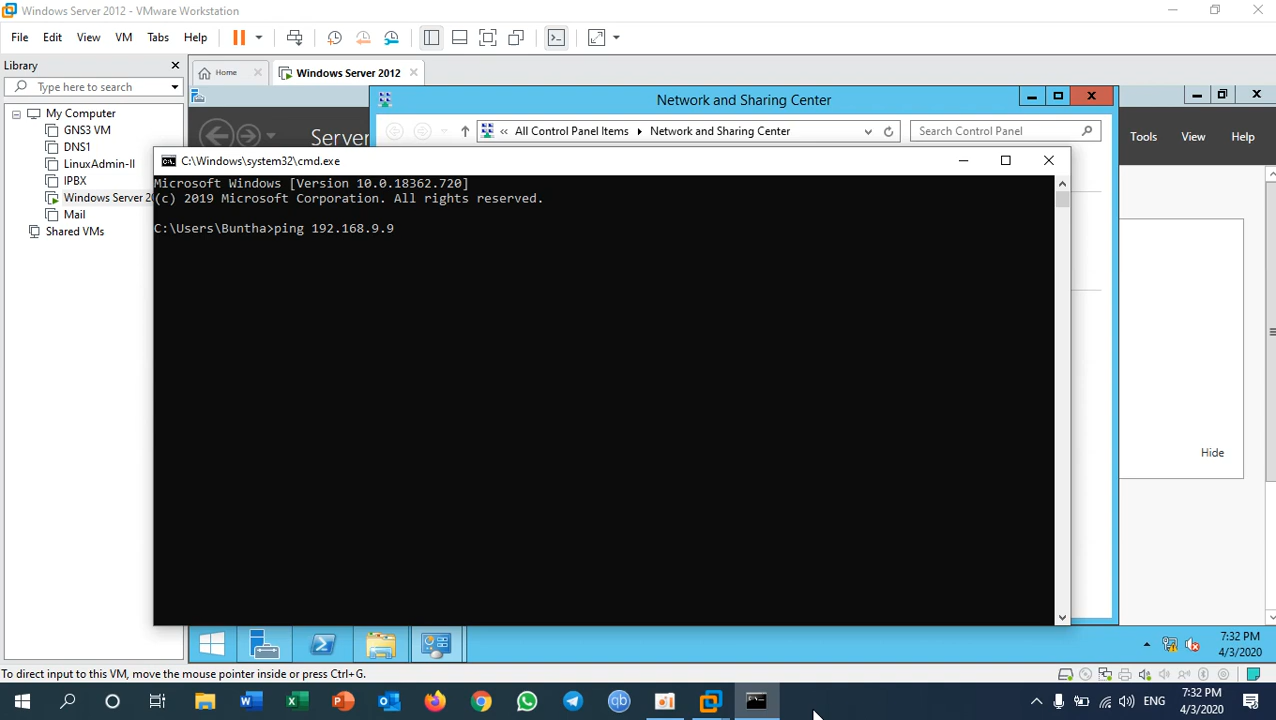 Windows Server 2012 - VMware Workstation
File Edit View VM Tabs Help
Library
Type here to search
My Computer
GNS3 VM
DNS1
LinuxAdmin-II
IPBX
Windows Server 20
Mail
Shared VMs
Home
Windows Server 2012
Network and Sharing Center
« All Control Panel Items Network and Sharing Center
Search Control Panel
Server
Tools View Help
C:\Windows\system32\cmd.exe
Microsoft Windows [Version 10.0.18362.720]
(c) 2019 Microsoft Corporation. All rights reserved.
C:\Users\Buntha>ping 192.168.9.9
Hide
7:32 PM
4/3/2020
To direct input to this VM, move the mouse pointer inside or press Ctrl+G.
ENG
7:32 PM
4/3/2020